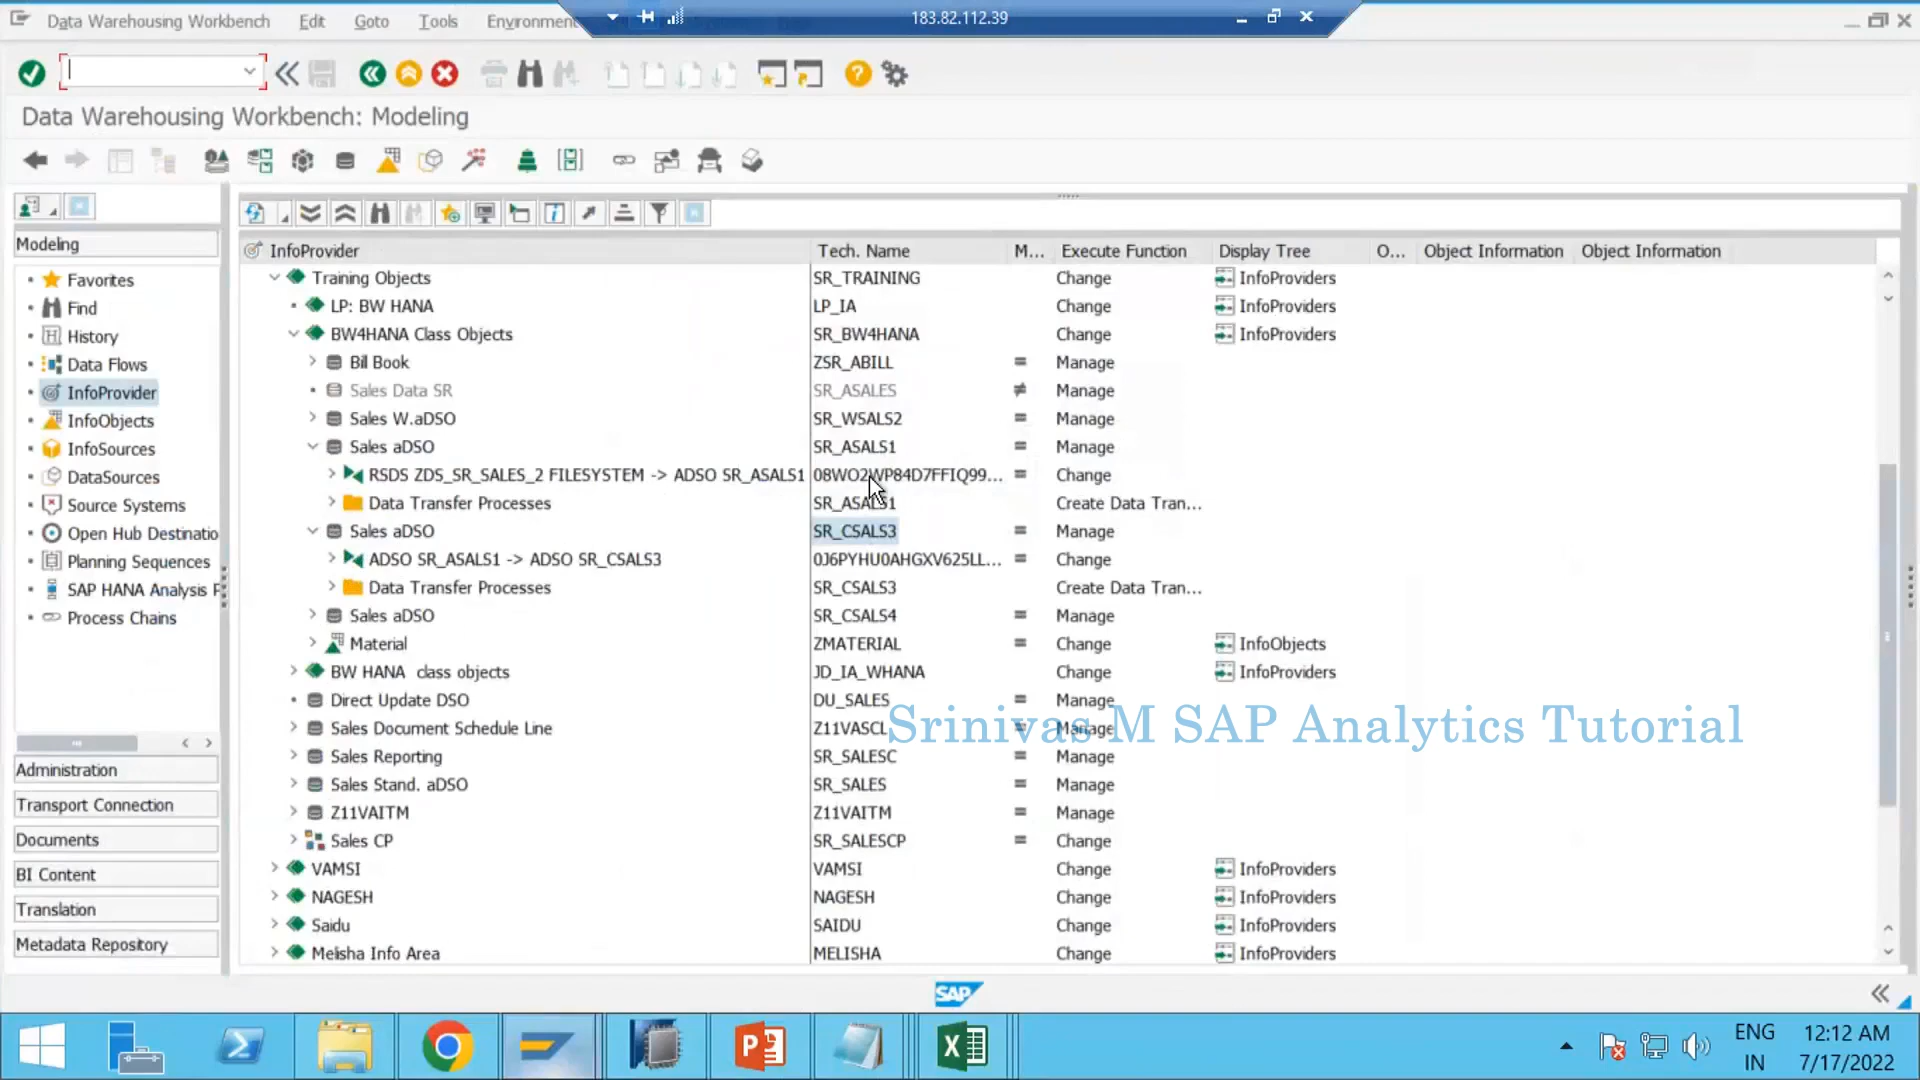 Data Warehousing Workbench Edit Goto Tools Environment
183.82.112.39
Data Warehousing Workbench: Modeling
Modeling
Favorites
Find
History
Data Flows
InfoProvider
InfoObjects
InfoSources
DataSources
Source Systems
Open Hub Destinatio
Planning Sequences
SAP HANA Analysis P
Process Chains
Administration
Transport Connection
Documents
BI Content
Translation
Metadata Repository
InfoProvider Tech. Name M... Execute Function Display Tree O... Object Information Object Information
Training Objects SR_TRAINING Change InfoProviders
LP: BW HANA LP_IA Change InfoProviders
BW4HANA Class Objects SR_BW4HANA Change InfoProviders
Bill Book ZSR_ABILL = Manage
Sales Data SR SR_ASALES ≠ Manage
Sales W.aDSO SR_WSALS2 = Manage
Sales aDSO SR_ASALS1 = Manage
RSDS ZDS_SR_SALES_2 FILESYSTEM -> ADSO SR_ASALS1 08WO2WP84D7FFIQ99... = Change
Data Transfer Processes SR_ASALS1 Create Data Tran...
Sales aDSO SR_CSALS3 = Manage
ADSO SR_ASALS1 -> ADSO SR_CSALS3 0J6PYHU0AHGXV625LL... = Change
Data Transfer Processes SR_CSALS3 Create Data Tran...
Sales aDSO SR_CSALS4 = Manage
Material ZMATERIAL = Change InfoObjects
BW HANA class objects JD_IA_WHANA Change InfoProviders
Direct Update DSO DU_SALES = Manage
Srinivas M SAP Analytics Tutorial
Sales Document Schedule Line Z11VASCL Manage
Sales Reporting SR_SALESC = Manage
Sales Stand. aDSO SR_SALES = Manage
Z11VAITM Z11VAITM = Manage
Sales CP SR_SALESCP = Change
VAMSI VAMSI Change InfoProviders
NAGESH NAGESH Change InfoProviders
Saidu SAIDU Change InfoProviders
Melisha Info Area MELISHA Change InfoProviders
SAP
ENG 12:12 AM
IN 7/17/2022